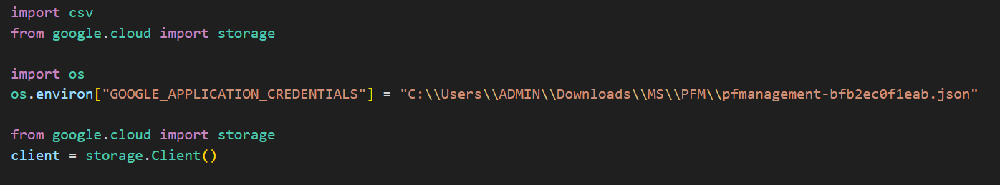 import csv
from google.cloud import storage
import os
os.environ["GOOGLE_APPLICATION_CREDENTIALS"] = "C:\\Users\\ADMIN\\Downloads\\MS\\PFM\\pfmanagement-bfb2ec0f1eab.json"
from google.cloud import storage
client = storage.Client()